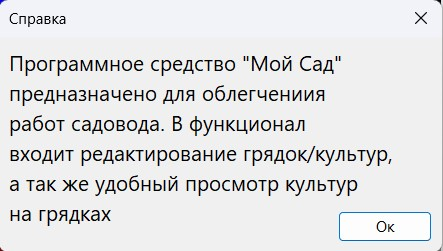 Справка
Программное средство "Мой Сад"
предназначено для облегчениия
работ садовода. В функционал
входит редактирование грядок/культур,
а так же удобный просмотр культур
на грядках
Ок